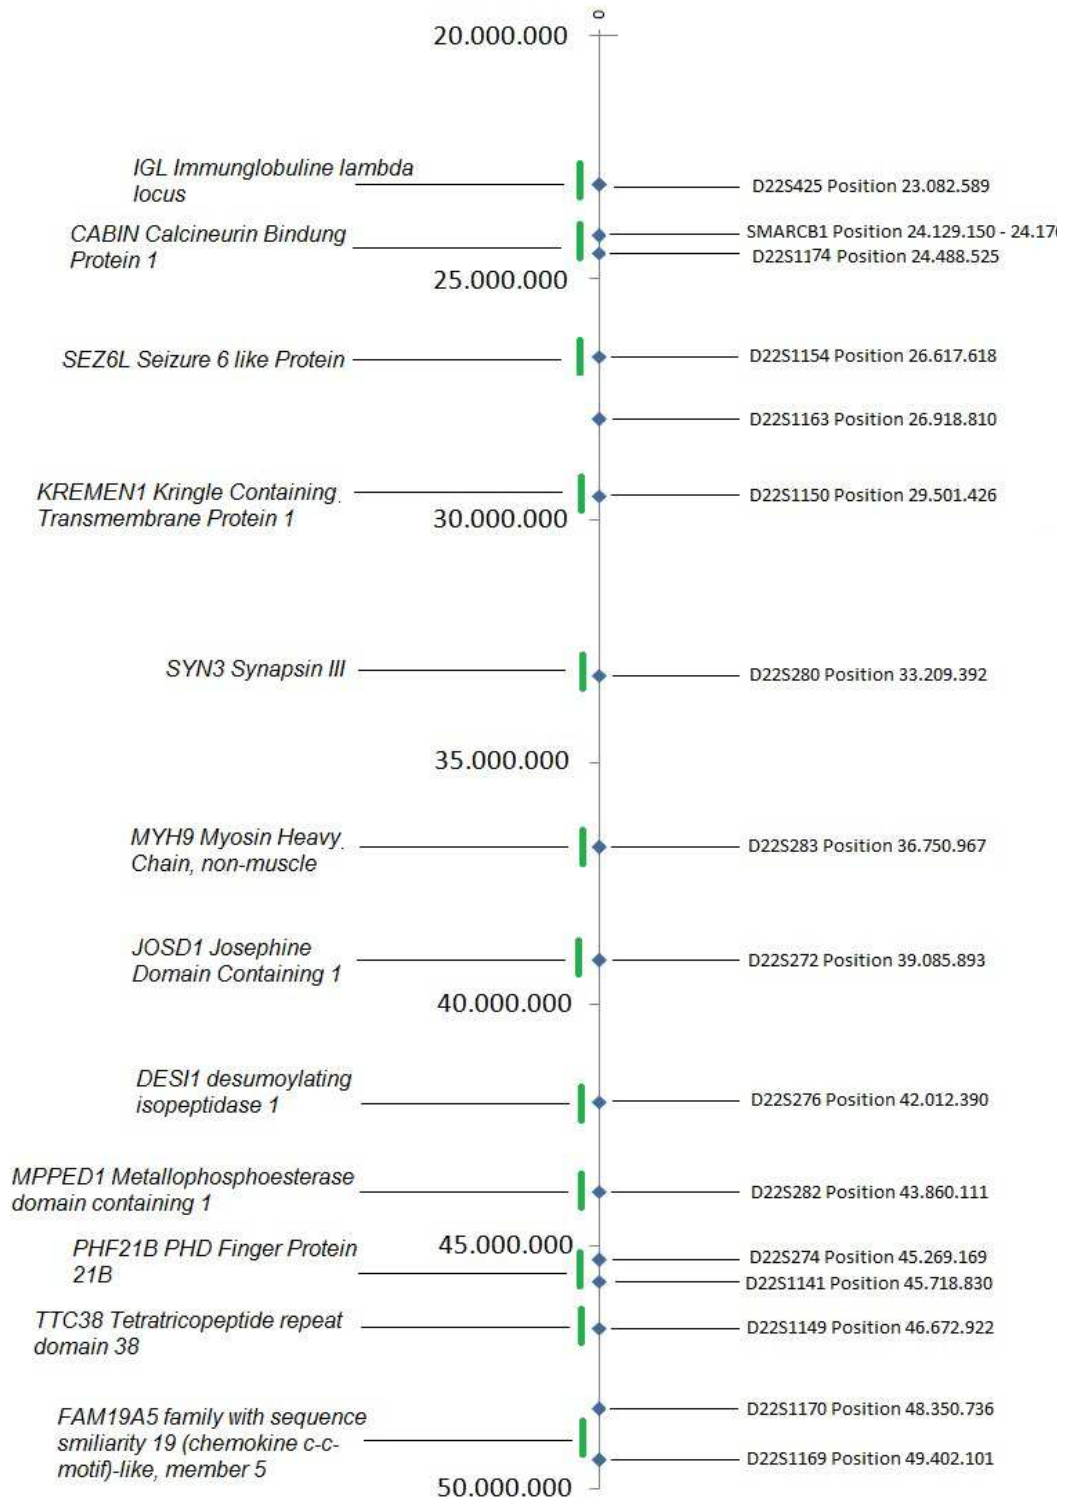 0
20.000.000
IGL Immunglobuline lambda
locus
D22S425 Position 23.082.589
CABIN Calcineurin Bindung
Protein 1
SMARCB1 Position 24.129.150 - 24.17
D22S1174 Position 24.488.525
25.000.000
SEZ6L Seizure 6 like Protein
D22S1154 Position 26.617.618
D22S1163 Position 26.918.810
KREMEN1 Kringle Containing
Transmembrane Protein 1
D22S1150 Position 29.501.426
30.000.000
SYN3 Synapsin III
D22S280 Position 33.209.392
35.000.000
MYH9 Myosin Heavy
Chain, non-muscle
D22S283 Position 36.750.967
JOSD1 Josephine
Domain Containing 1
D22S272 Position 39.085.893
40.000.000
DESI1 desumoylating
isopeptidase 1
D22S276 Position 42.012.390
MPPED1 Metallophosphoesterase
domain containing 1
D22S282 Position 43.860.111
45.000.000
PHF21B PHD Finger Protein
21B
D22S274 Position 45.269.169
D22S1141 Position 45.718.830
TTC38 Tetratricopeptide repeat
domain 38
D22S1149 Position 46.672.922
FAM19A5 family with sequence
smiliarity 19 (chemokine c-c-
motif)-like, member 5
D22S1170 Position 48.350.736
D22S1169 Position 49.402.101
50.000.000